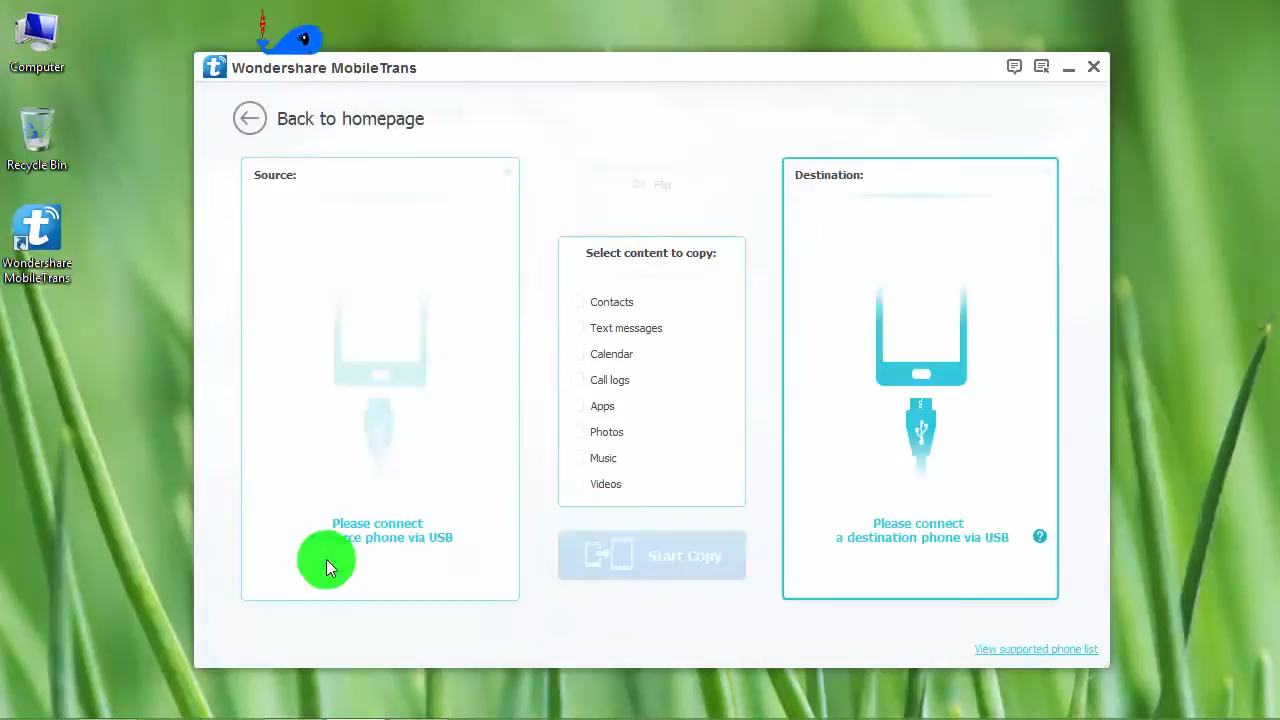 Computer
Recycle Bin
Wondershare
MobileTrans
Wondershare MobileTrans
Back to homepage
Source:
Please connect
rce phone via USB
Flip
Select content to copy:
Contacts
Text messages
Calendar
Call logs
Apps
Photos
Music
Videos
Start Copy
Destination:
Please connect
a destination phone via USB
?
View supported phone list